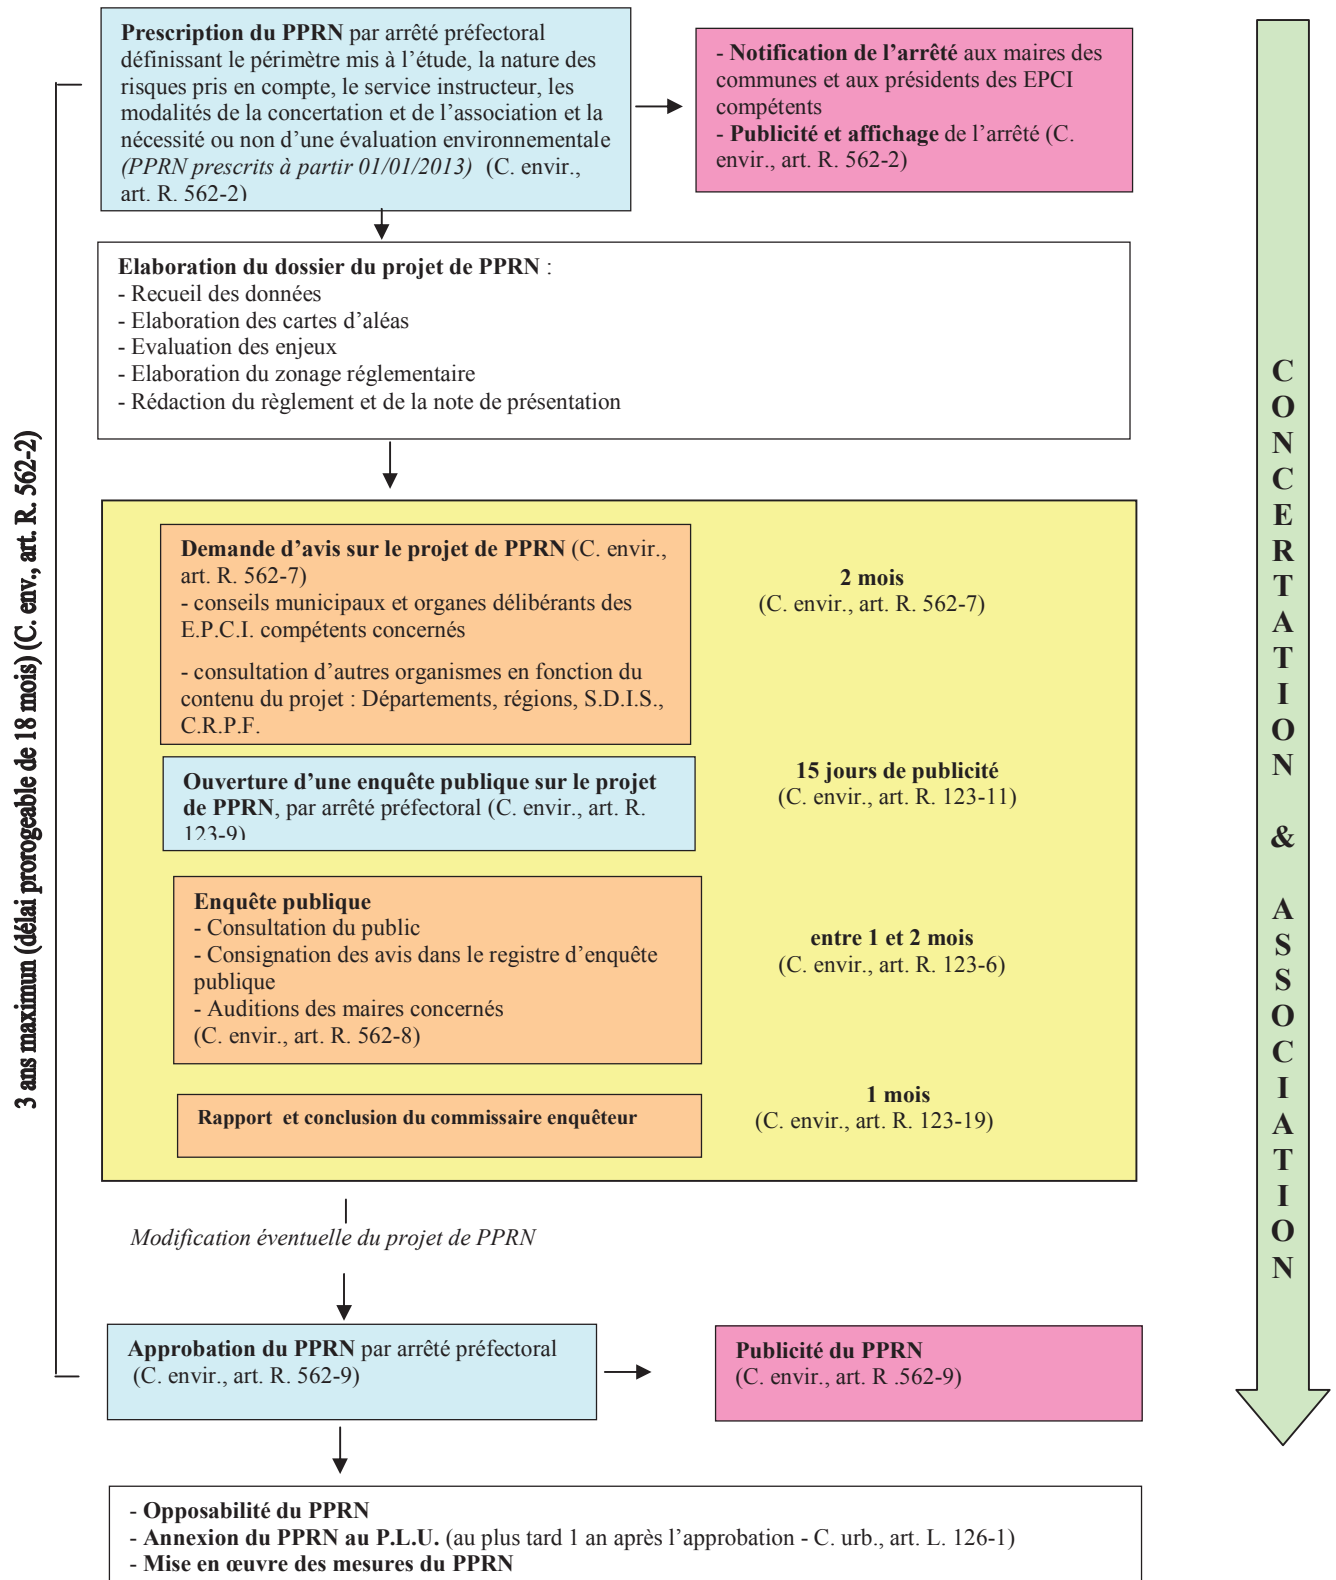 Prescription du PPRN par arrêté préfectoral
définissant le périmètre mis à l'étude, la nature des
risques pris en compte, le service instructeur, les
modalités de la concertation et de l'association et la
nécessité ou non d'une évaluation environnementale
(PPRN prescrits à partir 01/01/2013) (C. envir.,
art. R. 562-2)
- Notification de l'arrêté aux maires des
communes et aux présidents des EPCI
compétents
- Publicité et affichage de l'arrêté (C.
envir., art. R. 562-2)
Elaboration du dossier du projet de PPRN :
- Recueil des données
- Elaboration des cartes d'aléas
- Evaluation des enjeux
- Elaboration du zonage réglementaire
- Rédaction du règlement et de la note de présentation
3 ans maximun (délai prorogeable de 18 mois) (C. env., art. R. 562-2)
Demande d'avis sur le projet de PPRN (C. envir.,
art. R. 562-7)
- conseils municipaux et organes délibérants des
E.P.C.I. compétents concernés
- consultation d'autres organismes en fonction du
contenu du projet : Départements, régions, S.D.I.S.,
C.R.P.F.
2 mois
(C. envir., art. R. 562-7)
Ouverture d'une enquête publique sur le projet
de PPRN, par arrêté préfectoral (C. envir., art. R.
123-9)
15 jours de publicité
(C. envir., art. R. 123-11)
Enquête publique
- Consultation du public
- Consignation des avis dans le registre d'enquête
publique
- Auditions des maires concernés
(C. envir., art. R. 562-8)
entre 1 et 2 mois
(C. envir., art. R. 123-6)
Rapport et conclusion du commissaire enquêteur
1 mois
(C. envir., art. R. 123-19)
Modification éventuelle du projet de PPRN
Approbation du PPRN par arrêté préfectoral
(C. envir., art. R. 562-9)
Publicité du PPRN
(C. envir., art. R .562-9)
- Opposabilité du PPRN
- Annexion du PPRN au P.L.U. (au plus tard 1 an après l'approbation - C. urb., art. L. 126-1)
- Mise en œuvre des mesures du PPRN
CONCERTATION & ASSOCIATION